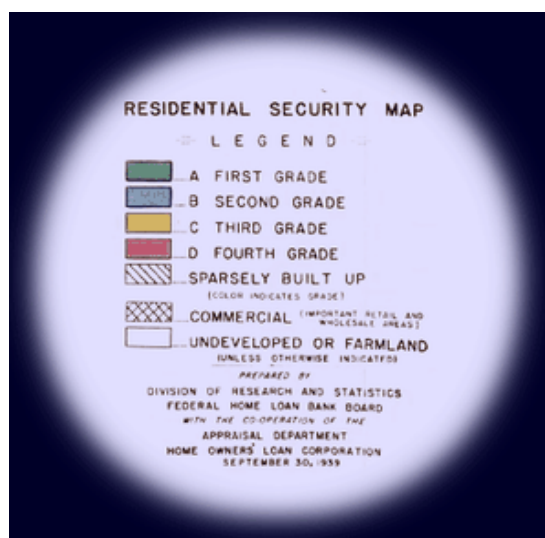 RESIDENTIAL SECURITY MAP
LEGEND
A FIRST GRADE
B SECOND GRADE
C THIRD GRADE
D FOURTH GRADE
SPARSELY BUILT UP
(COLOR INDICATES GRADE)
COMMERCIAL (IMPORTANT RETAIL AND
WHOLESALE AREAS)
UNDEVELOPED OR FARMLAND
(UNLESS OTHERWISE INDICATED)
PREPARED BY
DIVISION OF RESEARCH AND STATISTICS
FEDERAL HOME LOAN BANK BOARD
WITH THE CO-OPERATION OF THE
APPRAISAL DEPARTMENT
HOME OWNERS' LOAN CORPORATION
SEPTEMBER 30, 1939